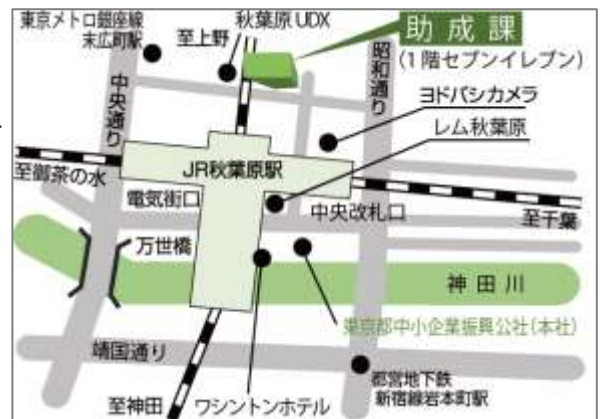 東京メトロ銀座線
末広町駅
秋葉原UDX
至上野
助成課
(1階セブンイレブン)
昭和通り
中央通り
ヨドバシカメラ
レム秋葉原
JR秋葉原駅
至御茶の水
電気街口
中央改札口
至千葉
万世橋
神田川
東京都中小企業振興公社(本社)
靖国通り
都営地下鉄
新宿線岩本町駅
至神田
ワシントンホテル